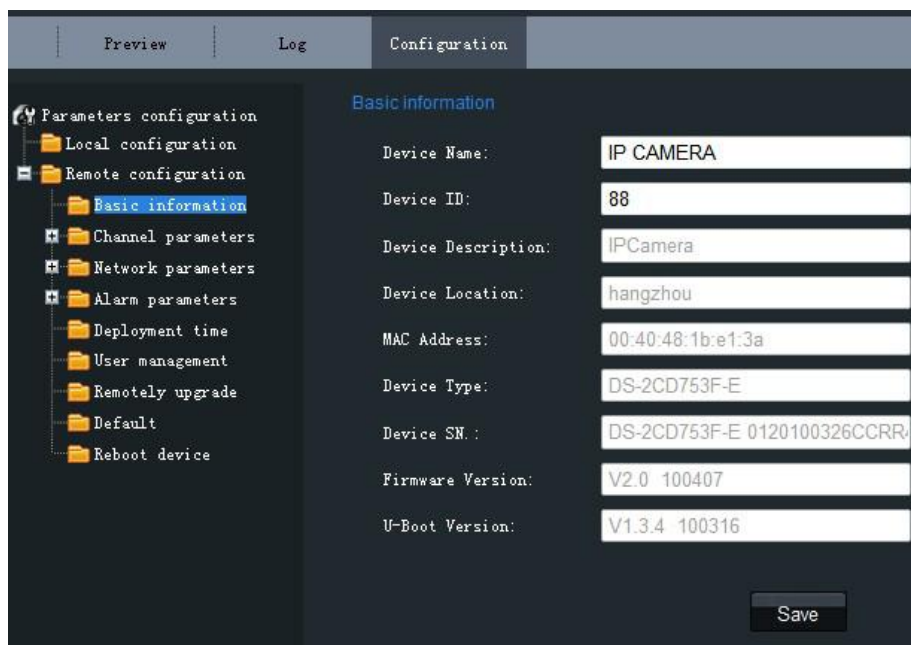 Preview Log Configuration
Parameters configuration
Local configuration
Remote configuration
Basic information
Channel parameters
Network parameters
Alarm parameters
Deployment time
User management
Remotely upgrade
Default
Reboot device
Basic information
Device Name: IP CAMERA
Device ID: 88
Device Description: IPCamera
Device Location: hangzhou
MAC Address: 00:40:48:1b:e1:3a
Device Type: DS-2CD753F-E
Device SN.: DS-2CD753F-E 0120100326CCRR
Firmware Version: V2.0 100407
U-Boot Version: V1.3.4 100316
Save